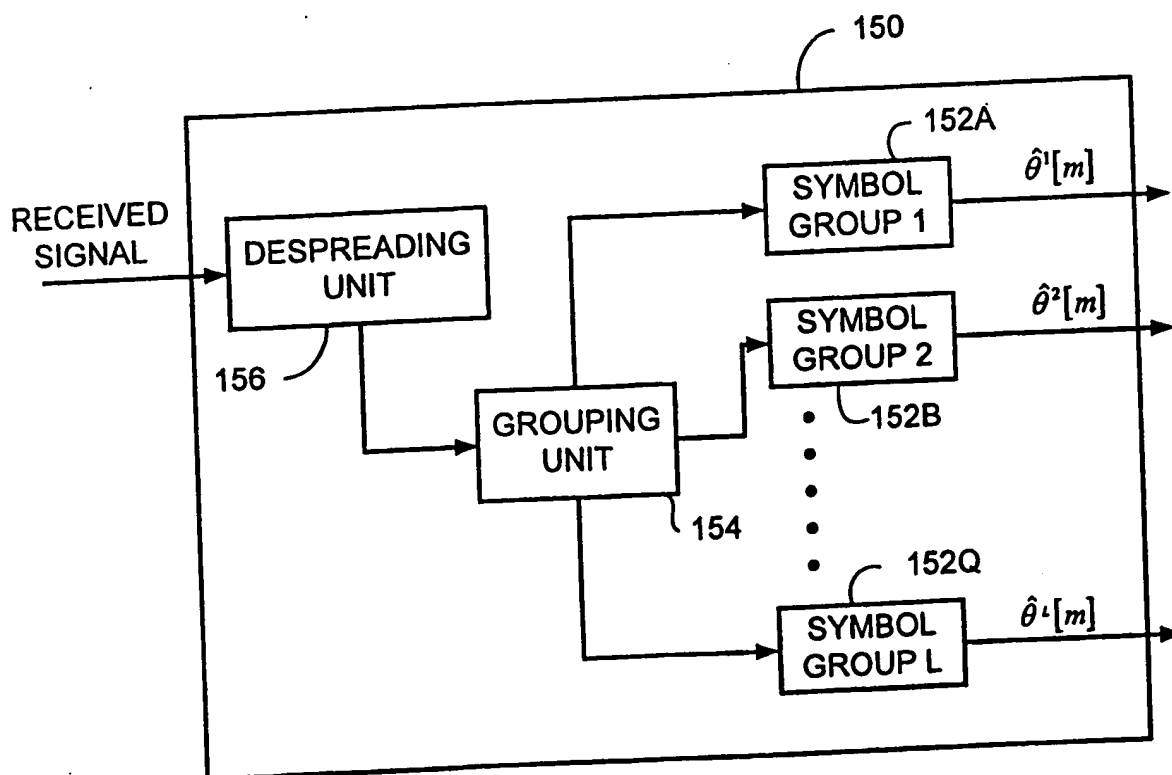 150
152A
SYMBOL
GROUP 1
θ̂¹[m]
RECEIVED
SIGNAL
DESPREADING
UNIT
156
SYMBOL
GROUP 2
θ̂²[m]
152B
GROUPING
UNIT
154
152Q
SYMBOL
GROUP L
θ̂ᴸ[m]